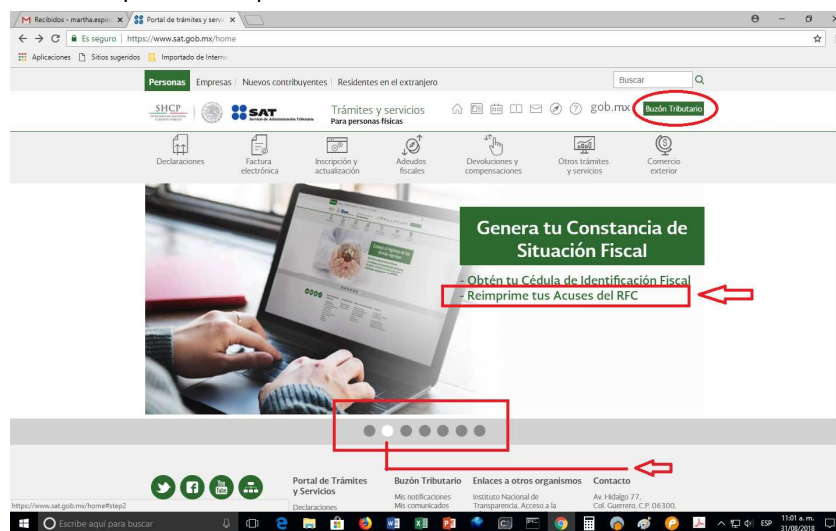 Recibidos - martha.espin
Portal de trámites y servi
Es seguro
https://www.sat.gob.mx/home
Aplicaciones
Sitios sugeridos
Importado de Intern
Personas
Empresas
Nuevos contribuyentes
Residentes en el extranjero
Buscar
SHCP
SAT
Servicio de Administración Tributaria
Trámites y servicios
Para personas físicas
gob.mx
Buzón Tributario
Declaraciones
Factura
electrónica
Inscripción y
actualización
Adeudos
fiscales
Devoluciones y
compensaciones
Otros trámites
y servicios
Comercio
exterior
Genera tu Constancia de
Situación Fiscal
- Obtén tu Cédula de Identificación Fiscal
- Reimprime tus Acuses del RFC
Portal de Trámites
y Servicios
Declaraciones
Buzón Tributario
Mis notificaciones
Mis comunicados
Enlaces a otros organismos
Instituto Nacional de
Transparencia, Acceso a la
Contacto
Av. Hidalgo 77,
Col. Guerrero, C.P. 06300,
https://www.sat.gob.mx/home#step2
Escribe aquí para buscar
ESP
11:01 a. m.
31/08/2018